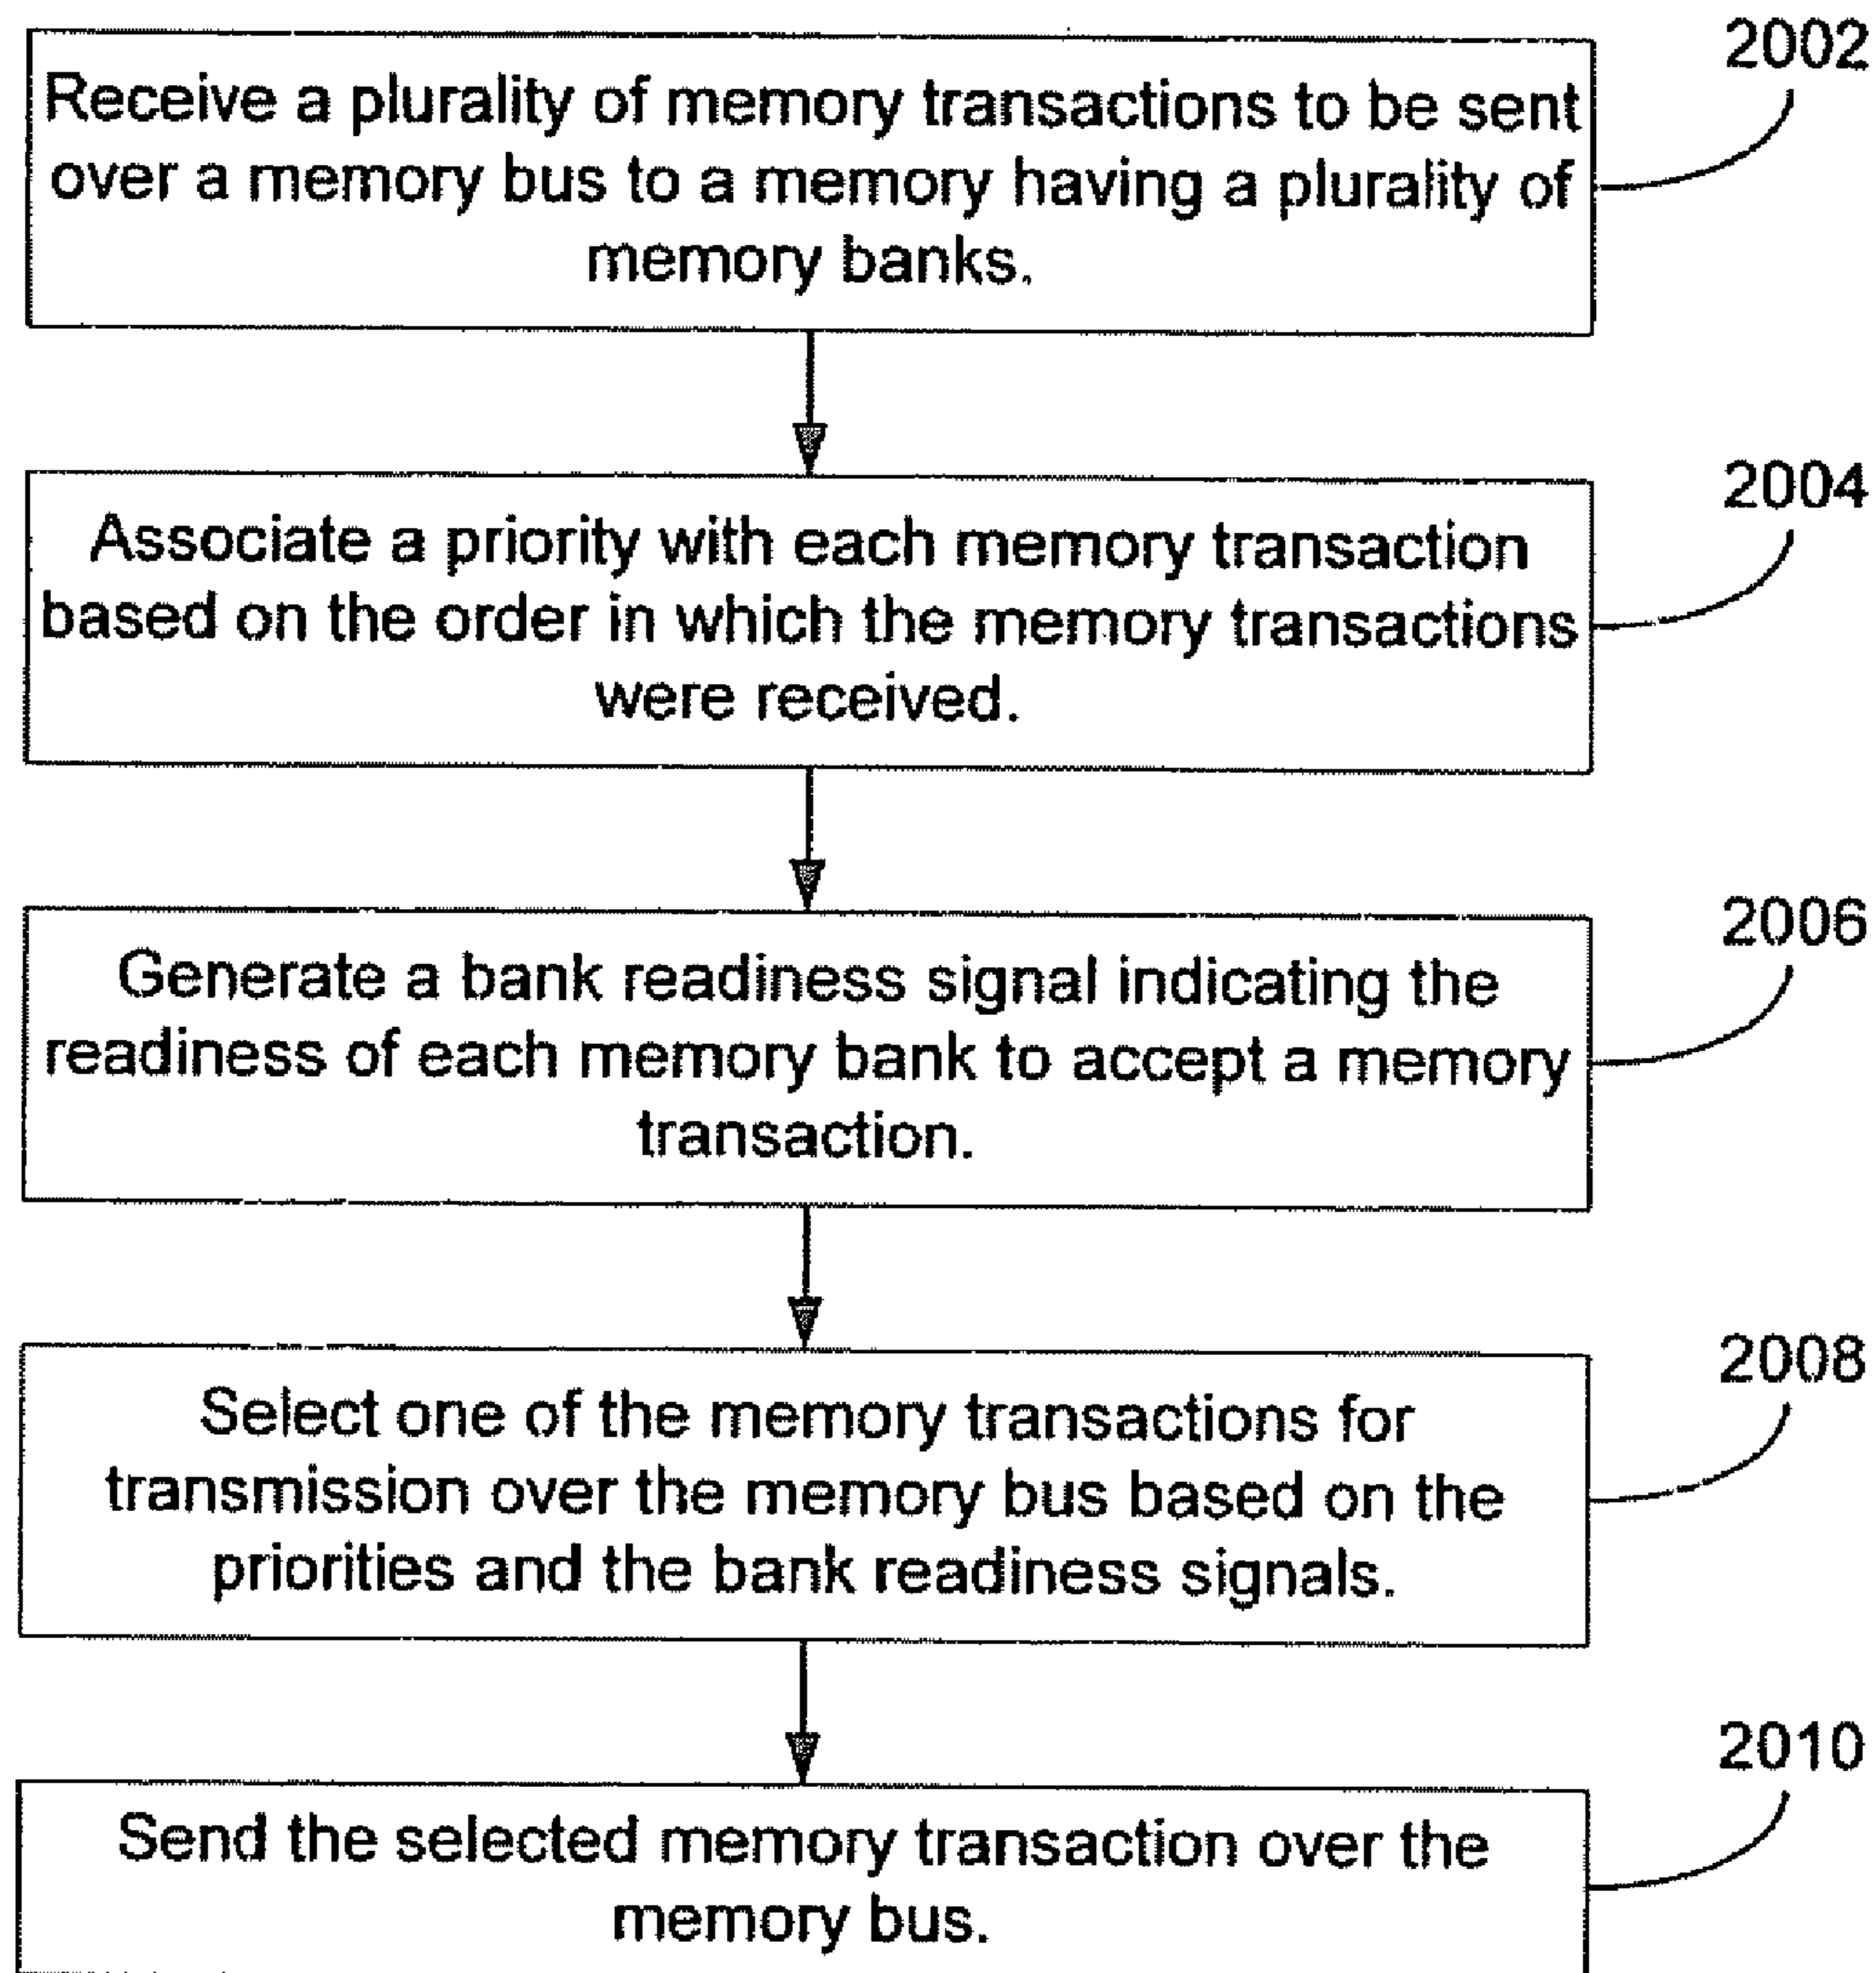 2002
Receive a plurality of memory transactions to be sent
over a memory bus to a memory having a plurality of
memory banks.
2004
Associate a priority with each memory transaction
based on the order in which the memory transactions
were received.
2006
Generate a bank readiness signal indicating the
readiness of each memory bank to accept a memory
transaction.
2008
Select one of the memory transactions for
transmission over the memory bus based on the
priorities and the bank readiness signals.
2010
Send the selected memory transaction over the
memory bus.